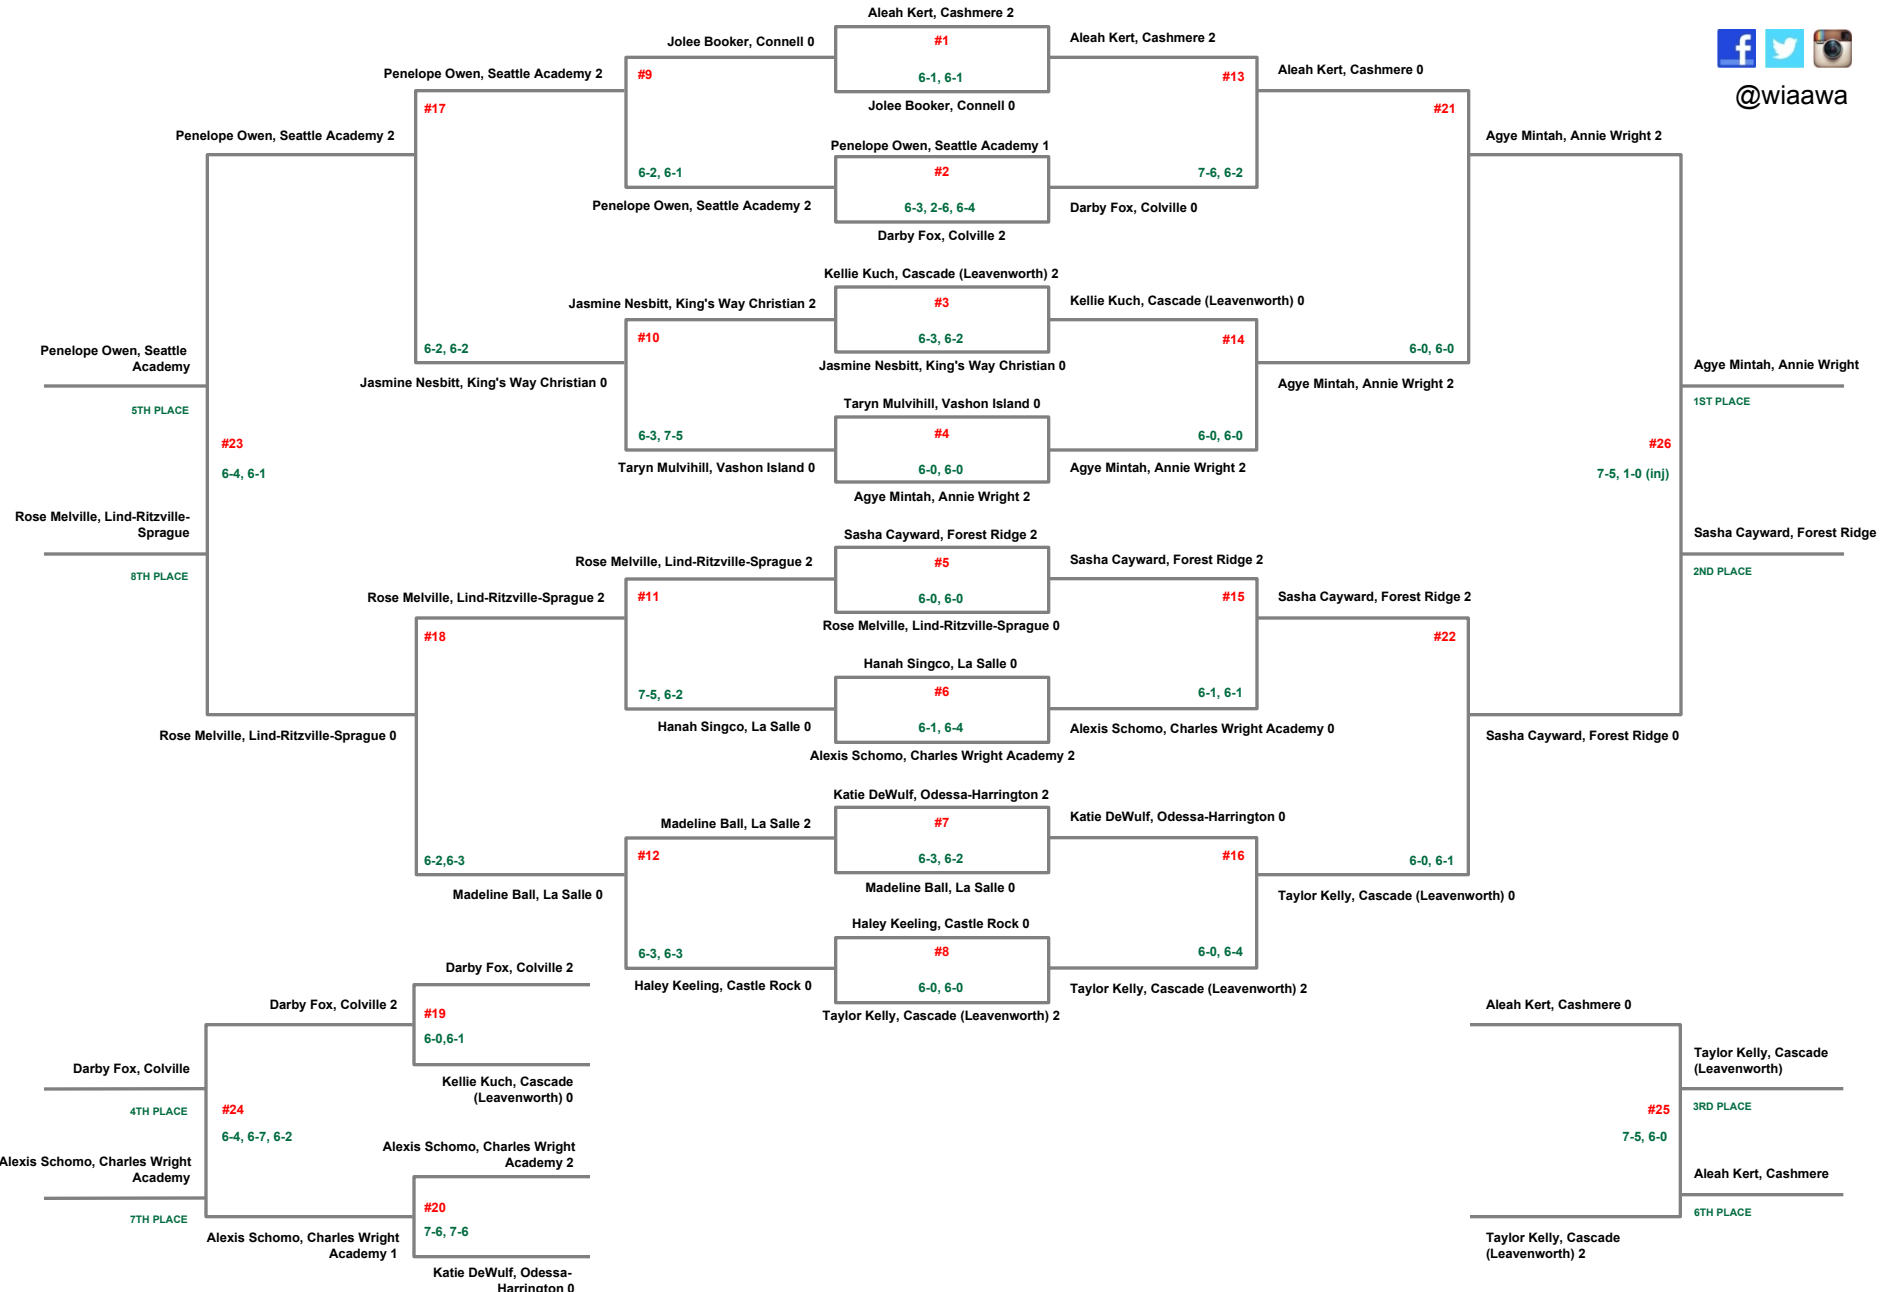 Aleah Kert, Cashmere 2
Jolee Booker, Connell 0
#1
Aleah Kert, Cashmere 2
Penelope Owen, Seattle Academy 2
#9
6-1, 6-1
#13
Aleah Kert, Cashmere 0
@wiaawa
#17
Jolee Booker, Connell 0
#21
Penelope Owen, Seattle Academy 2
Penelope Owen, Seattle Academy 1
Agye Mintah, Annie Wright 2
6-2, 6-1
#2
7-6, 6-2
Penelope Owen, Seattle Academy 2
6-3, 2-6, 6-4
Darby Fox, Colville 0
Darby Fox, Colville 2
Kellie Kuch, Cascade (Leavenworth) 2
Jasmine Nesbitt, King's Way Christian 2
#3
Kellie Kuch, Cascade (Leavenworth) 0
#10
6-3, 6-2
#14
Penelope Owen, Seattle
Academy
6-2, 6-2
6-0, 6-0
Jasmine Nesbitt, King's Way Christian 0
Agye Mintah, Annie Wright
Jasmine Nesbitt, King's Way Christian 0
Agye Mintah, Annie Wright 2
5TH PLACE
Taryn Mulvihill, Vashon Island 0
1ST PLACE
#23
6-3, 7-5
#4
6-0, 6-0
#26
6-4, 6-1
Taryn Mulvihill, Vashon Island 0
6-0, 6-0
Agye Mintah, Annie Wright 2
7-5, 1-0 (inj)
Agye Mintah, Annie Wright 2
Rose Melville, Lind-Ritzville-
Sprague
Sasha Cayward, Forest Ridge 2
Sasha Cayward, Forest Ridge
8TH PLACE
Rose Melville, Lind-Ritzville-Sprague 2
#5
Sasha Cayward, Forest Ridge 2
2ND PLACE
Rose Melville, Lind-Ritzville-Sprague 2
#11
6-0, 6-0
#15
Sasha Cayward, Forest Ridge 2
#18
Rose Melville, Lind-Ritzville-Sprague 0
#22
Hanah Singco, La Salle 0
7-5, 6-2
#6
6-1, 6-1
Rose Melville, Lind-Ritzville-Sprague 0
Hanah Singco, La Salle 0
6-1, 6-4
Alexis Schomo, Charles Wright Academy 0
Sasha Cayward, Forest Ridge 0
Alexis Schomo, Charles Wright Academy 2
Katie DeWulf, Odessa-Harrington 2
Madeline Ball, La Salle 2
#7
Katie DeWulf, Odessa-Harrington 0
6-2,6-3
#12
6-3, 6-2
#16
6-0, 6-1
Madeline Ball, La Salle 0
Madeline Ball, La Salle 0
Taylor Kelly, Cascade (Leavenworth) 0
Haley Keeling, Castle Rock 0
6-3, 6-3
#8
6-0, 6-4
Darby Fox, Colville 2
Haley Keeling, Castle Rock 0
6-0, 6-0
Taylor Kelly, Cascade (Leavenworth) 2
Darby Fox, Colville 2
#19
Taylor Kelly, Cascade (Leavenworth) 2
Aleah Kert, Cashmere 0
6-0,6-1
Darby Fox, Colville
Kellie Kuch, Cascade
(Leavenworth) 0
Taylor Kelly, Cascade
(Leavenworth)
4TH PLACE
#24
#25
3RD PLACE
6-4, 6-7, 6-2
7-5, 6-0
Alexis Schomo, Charles Wright
Academy
Alexis Schomo, Charles Wright
Academy 2
Aleah Kert, Cashmere
7TH PLACE
#20
6TH PLACE
Alexis Schomo, Charles Wright
Academy 1
7-6, 7-6
Taylor Kelly, Cascade
(Leavenworth) 2
Katie DeWulf, Odessa-
Harrington 0